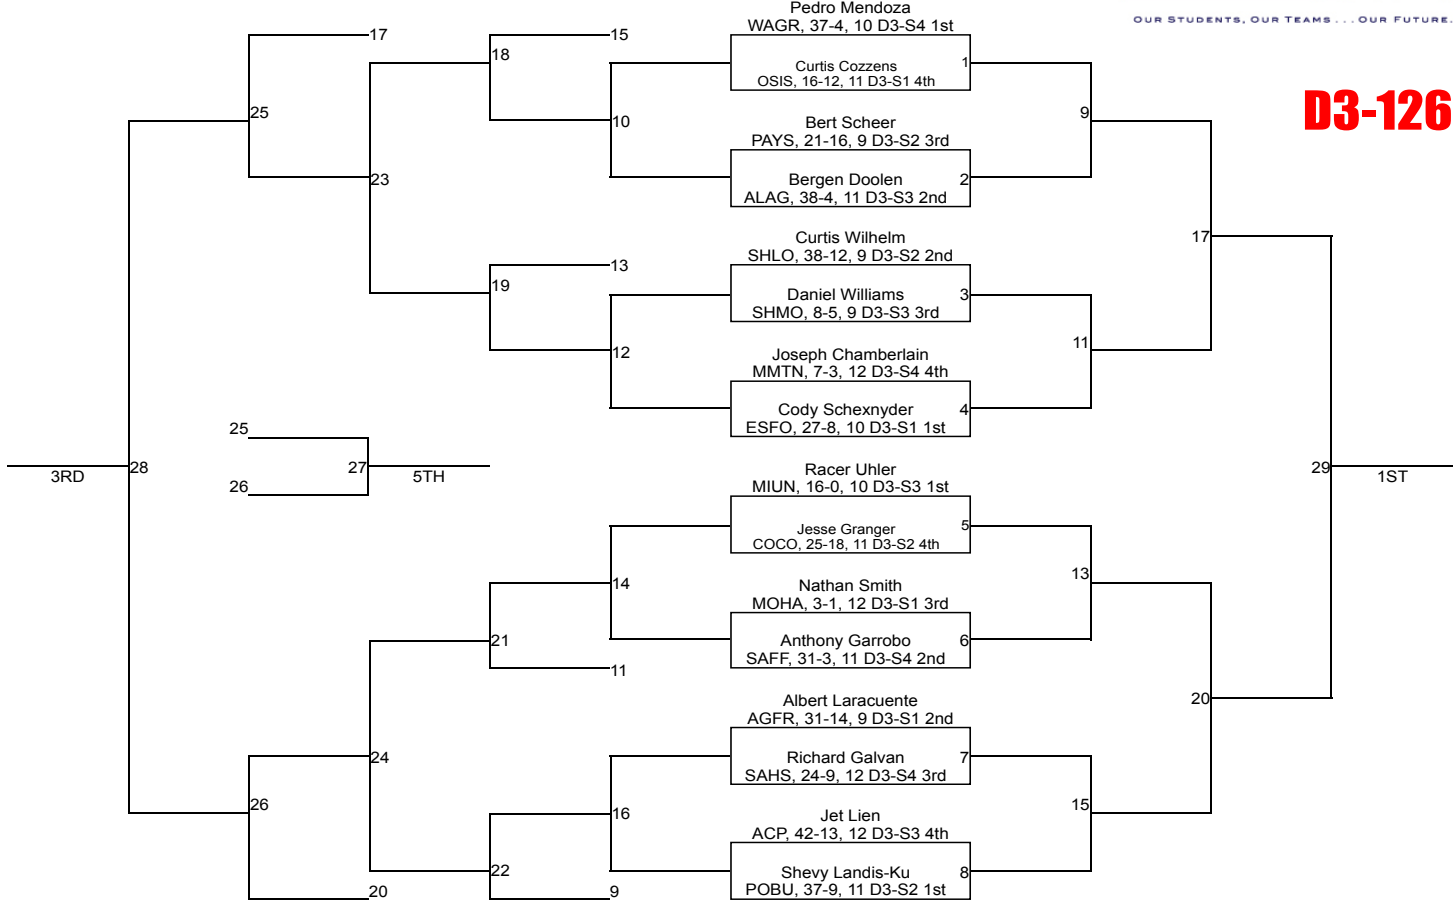 Pedro Mendoza
WAGR, 37-4, 10 D3-S4 1st
OUR STUDENTS, OUR TEAMS . . . OUR FUTURE.
17
15
18
Curtis Cozzens
1
OSIS, 16-12, 11 D3-S1 4th
D3-126
25
10
9
Bert Scheer
PAYS, 21-16, 9 D3-S2 3rd
23
Bergen Doolen
2
ALAG, 38-4, 11 D3-S3 2nd
Curtis Wilhelm
17
SHLO, 38-12, 9 D3-S2 2nd
13
19
Daniel Williams
3
SHMO, 8-5, 9 D3-S3 3rd
12
11
Joseph Chamberlain
MMTN, 7-3, 12 D3-S4 4th
Cody Schexnyder
4
ESFO, 27-8, 10 D3-S1 1st
25
28
27
29
3RD
5TH
1ST
26
Racer Uhler
MIUN, 16-0, 10 D3-S3 1st
Jesse Granger
5
COCO, 25-18, 11 D3-S2 4th
14
13
Nathan Smith
MOHA, 3-1, 12 D3-S1 3rd
21
Anthony Garrobo
6
SAFF, 31-3, 11 D3-S4 2nd
11
Albert Laracuente
20
AGFR, 31-14, 9 D3-S1 2nd
24
Richard Galvan
7
SAHS, 24-9, 12 D3-S4 3rd
26
16
15
Jet Lien
ACP, 42-13, 12 D3-S3 4th
22
Shevy Landis-Ku
8
POBU, 37-9, 11 D3-S2 1st
20
9